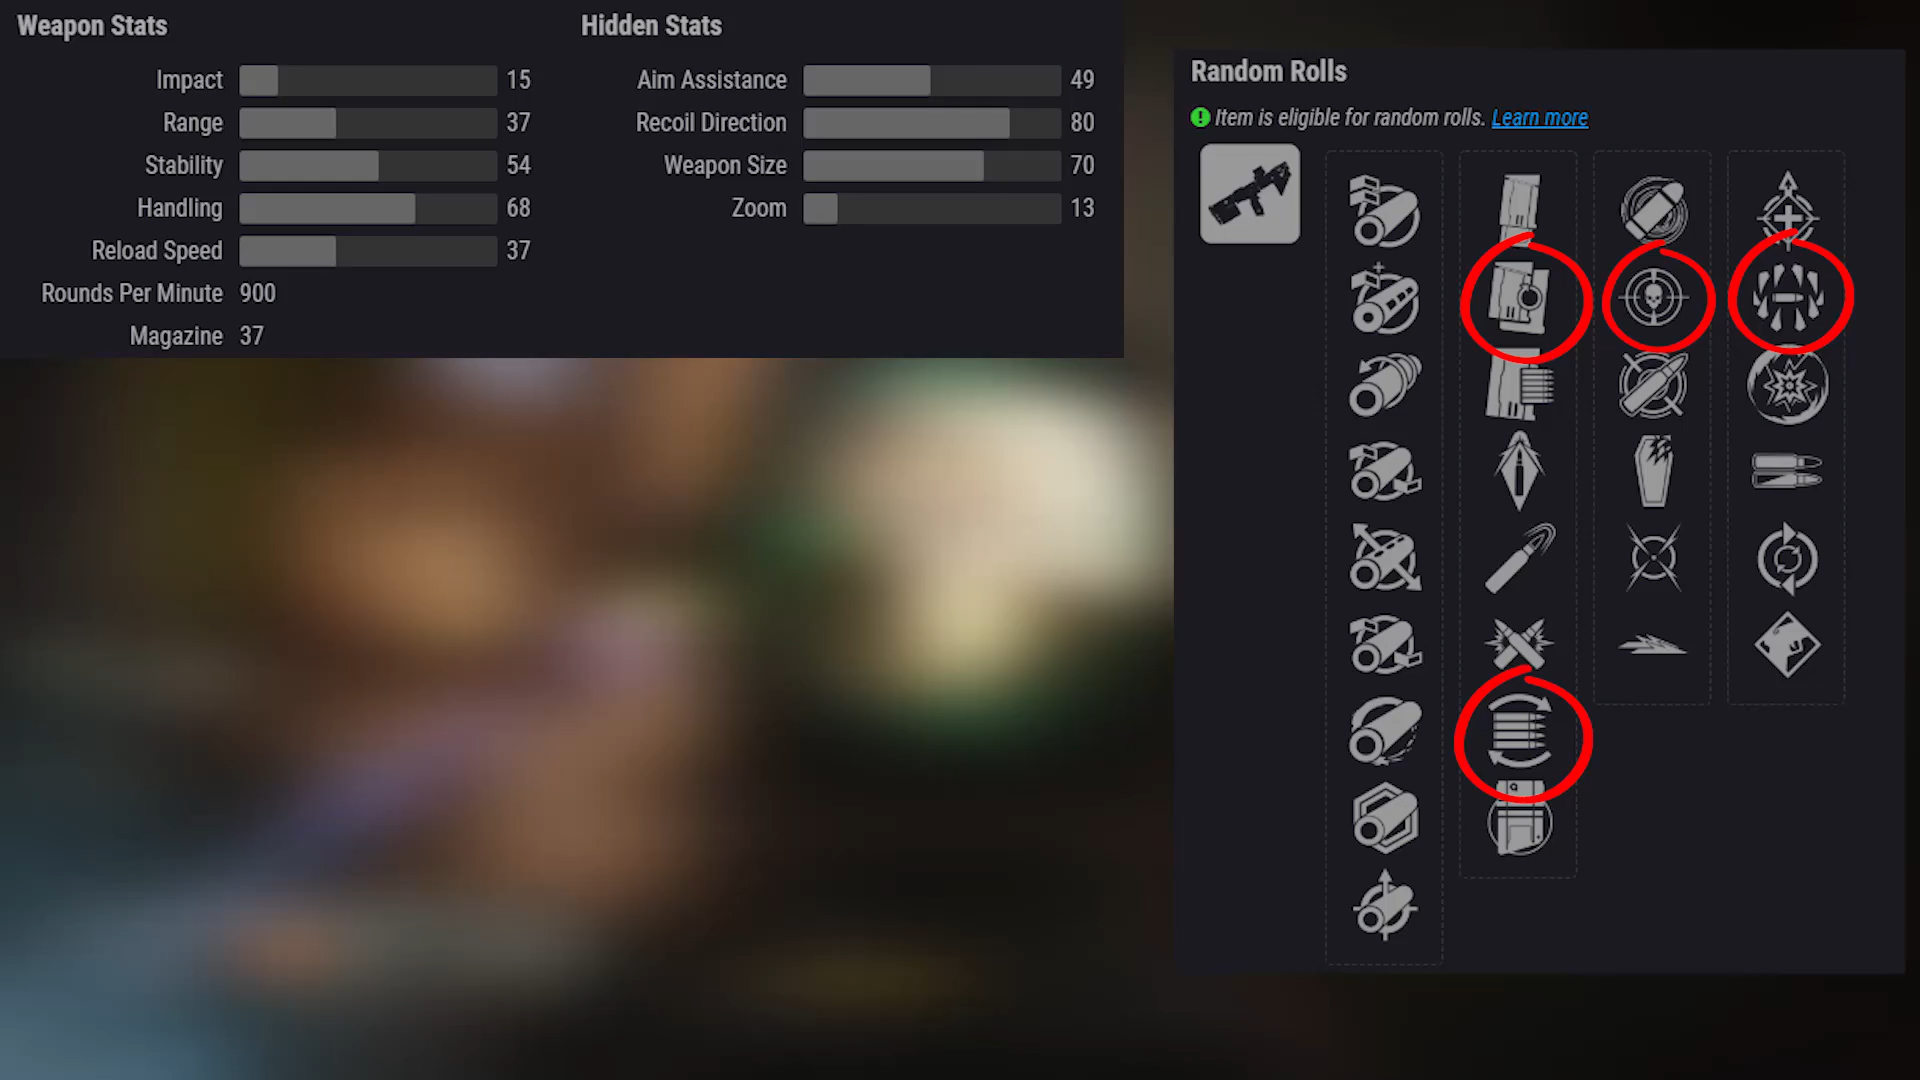 Weapon Stats
Impact 15
Range 37
Stability 54
Handling 68
Reload Speed 37
Rounds Per Minute 900
Magazine 37
Hidden Stats
Aim Assistance 49
Recoil Direction 80
Weapon Size 70
Zoom 13
Random Rolls
Item is eligible for random rolls. Learn more